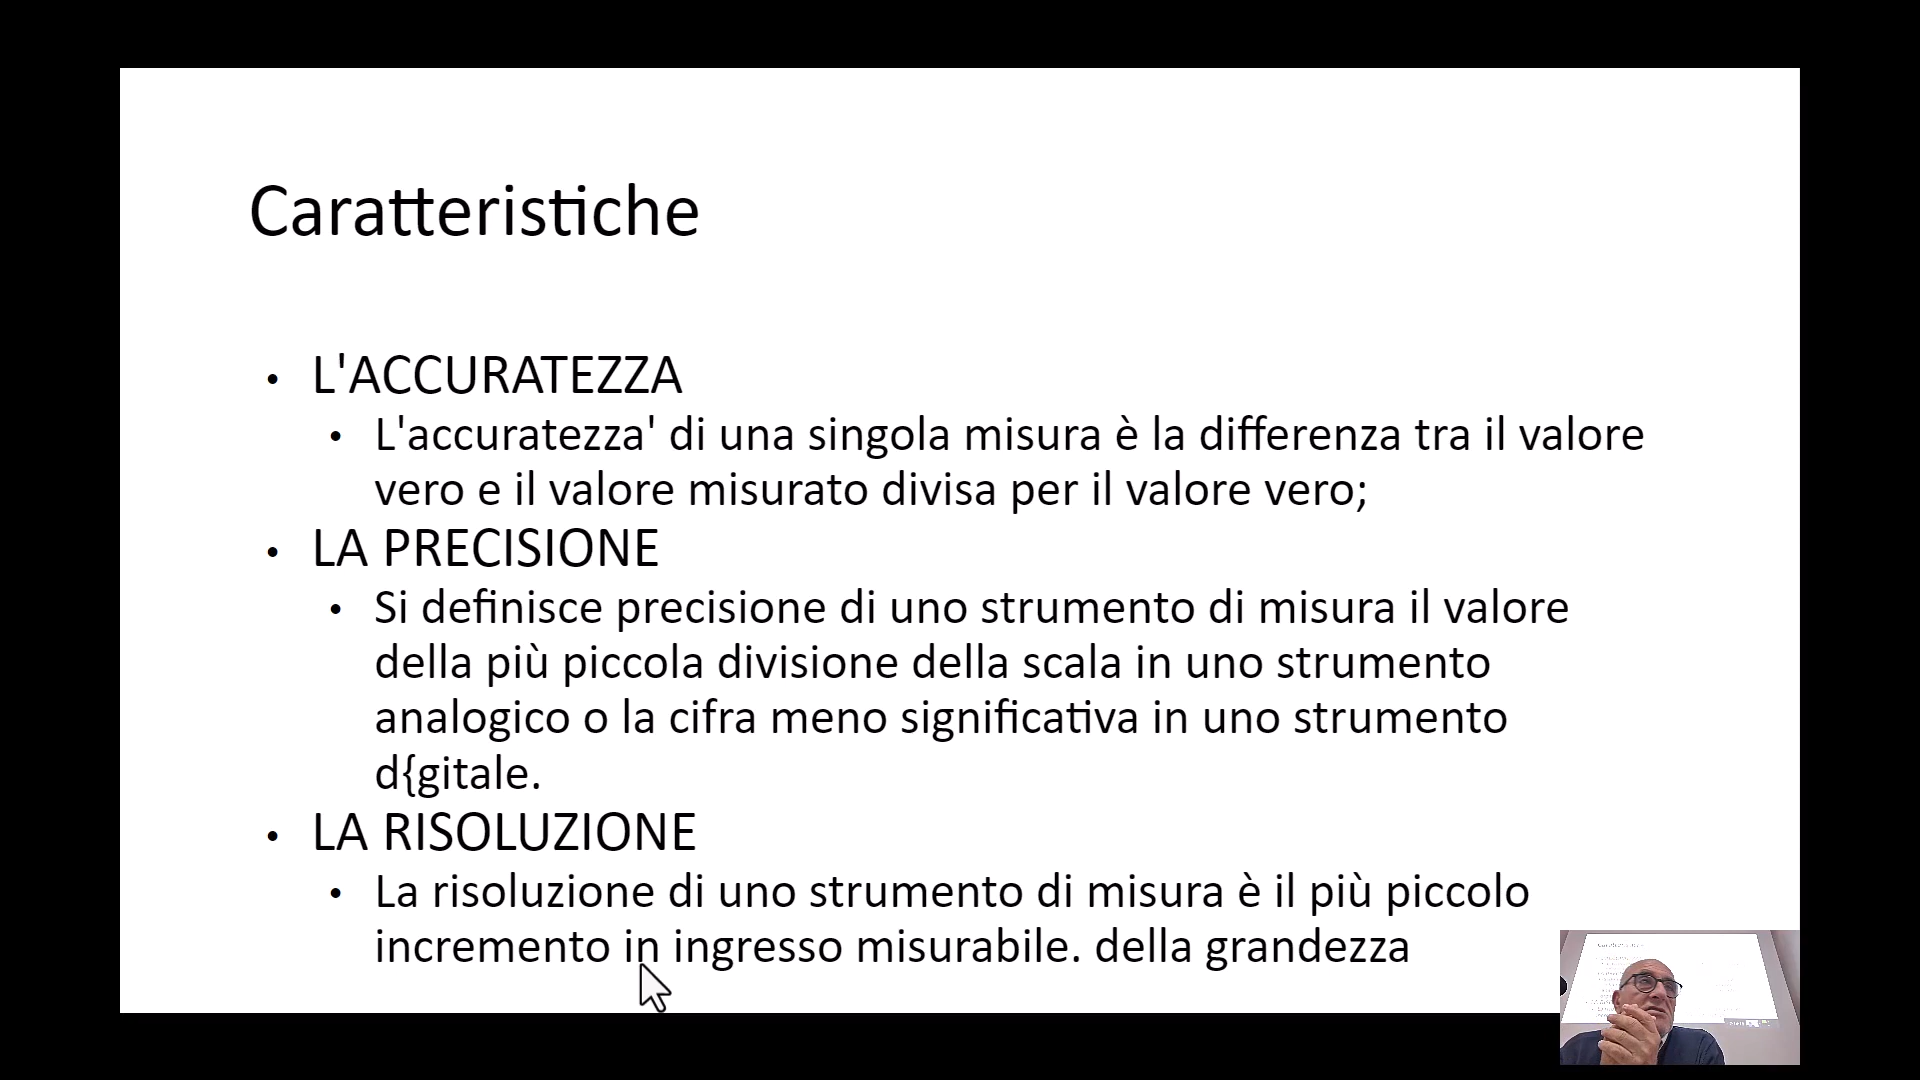 Caratteristiche
• L'ACCURATEZZA
• L'accuratezza' di una singola misura è la differenza tra il valore
vero e il valore misurato divisa per il valore vero;
• LA PRECISIONE
• Si definisce precisione di uno strumento di misura il valore
della più piccola divisione della scala in uno strumento
analogico o la cifra meno significativa in uno strumento
d{gitale.
• LA RISOLUZIONE
• La risoluzione di uno strumento di misura è il più piccolo
incremento in ingresso misurabile. della grandezza